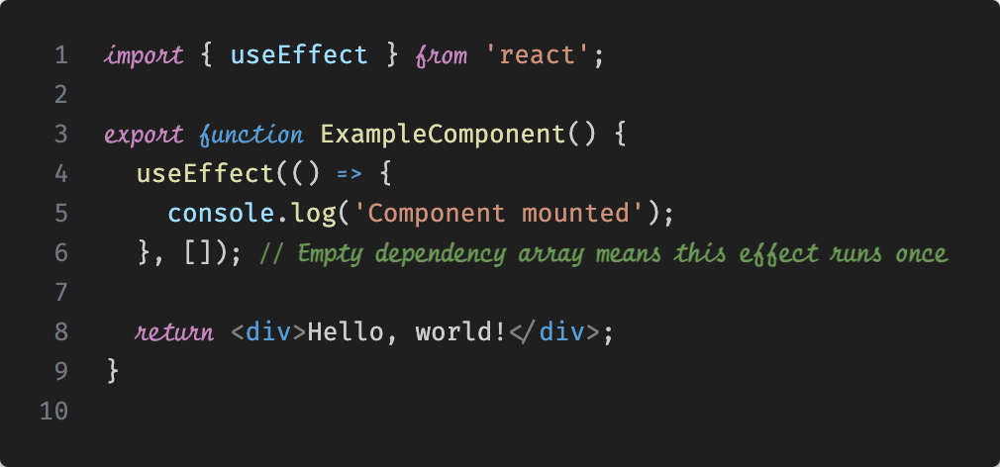 1 import { useEffect } from 'react';
2
3 export function ExampleComponent() {
4   useEffect(() => {
5     console.log('Component mounted');
6   }, []); // Empty dependency array means this effect runs once
7
8   return <div>Hello, world!</div>;
9 }
10